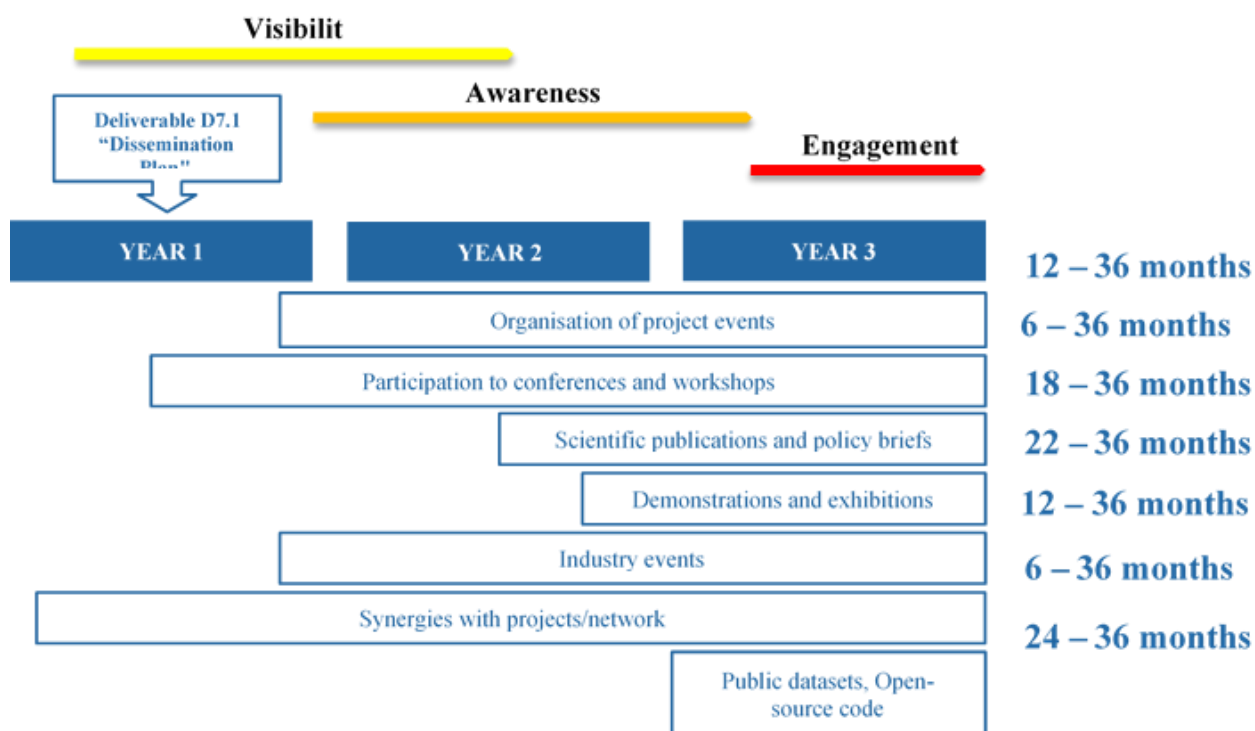 Visibilit
Awareness
Engagement
Deliverable D7.1
“Dissemination
Plan"
YEAR 1
YEAR 2
YEAR 3
12 – 36 months
Organisation of project events
6 – 36 months
Participation to conferences and workshops
18 – 36 months
Scientific publications and policy briefs
22 – 36 months
Demonstrations and exhibitions
12 – 36 months
Industry events
6 – 36 months
Synergies with projects/network
24 – 36 months
Public datasets, Open-
source code